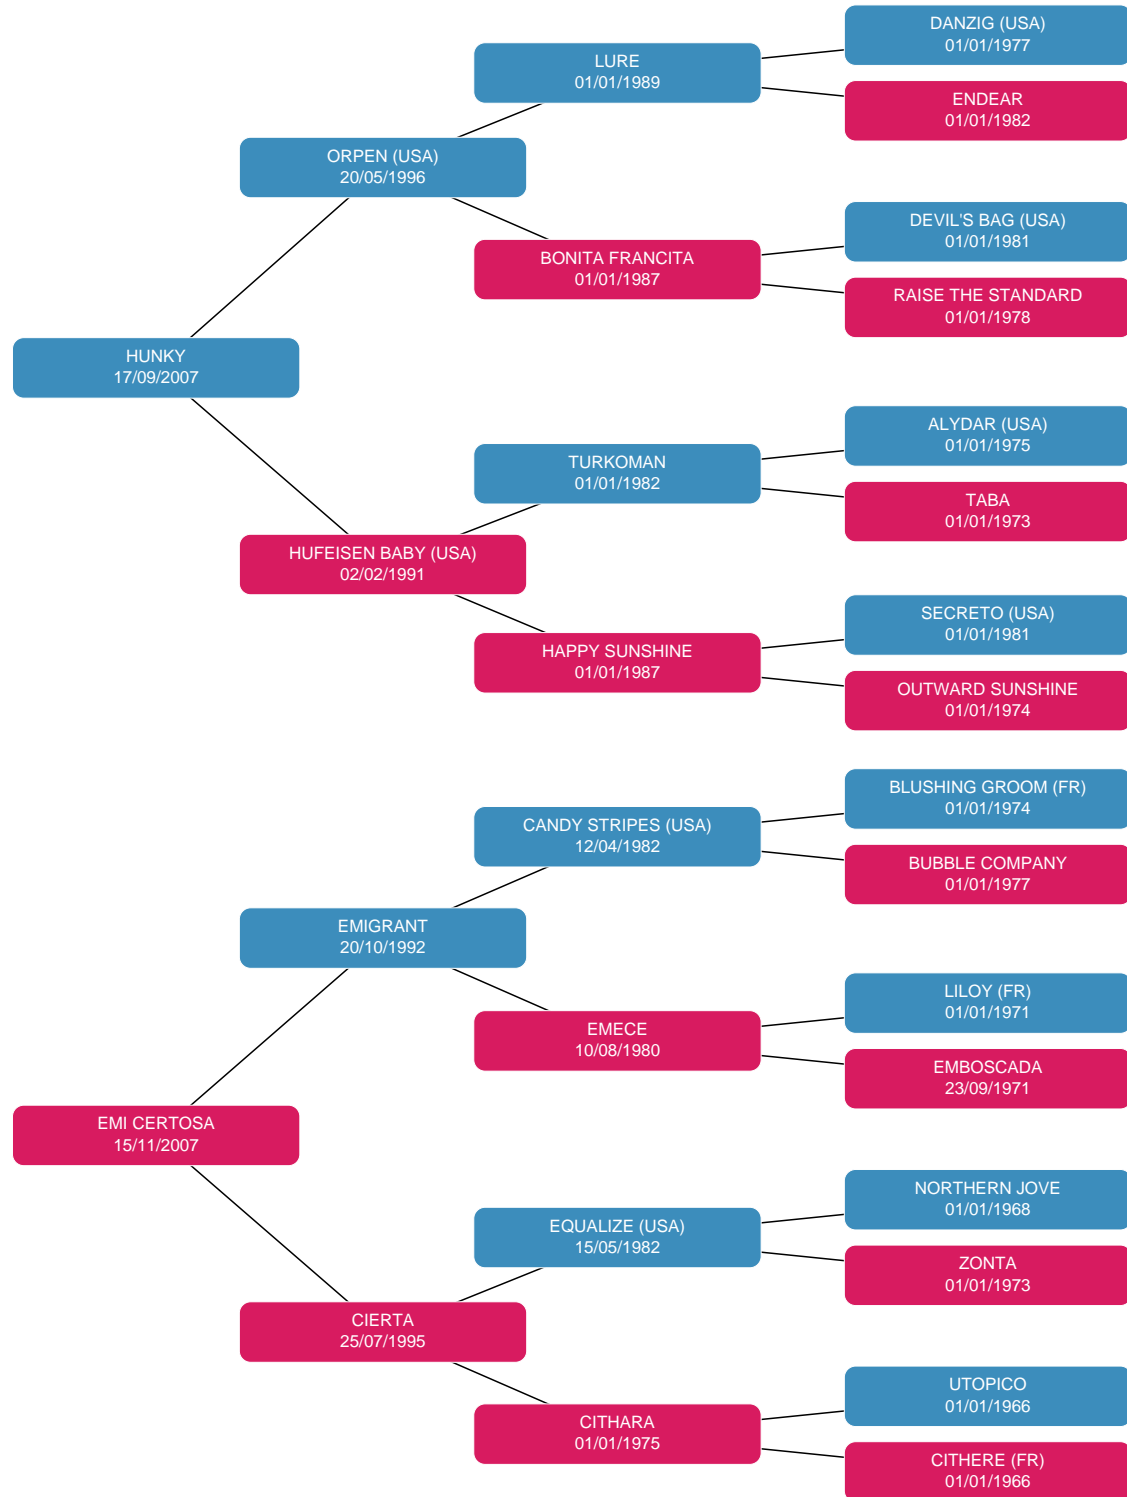 DANZIG (USA)
01/01/1977
LURE
01/01/1989
ENDEAR
01/01/1982
ORPEN (USA)
20/05/1996
DEVIL'S BAG (USA)
01/01/1981
BONITA FRANCITA
01/01/1987
RAISE THE STANDARD
01/01/1978
HUNKY
17/09/2007
ALYDAR (USA)
01/01/1975
TURKOMAN
01/01/1982
TABA
01/01/1973
HUFEISEN BABY (USA)
02/02/1991
SECRETO (USA)
01/01/1981
HAPPY SUNSHINE
01/01/1987
OUTWARD SUNSHINE
01/01/1974
BLUSHING GROOM (FR)
01/01/1974
CANDY STRIPES (USA)
12/04/1982
BUBBLE COMPANY
01/01/1977
EMIGRANT
20/10/1992
LILOY (FR)
01/01/1971
EMECE
10/08/1980
EMBOSCADA
23/09/1971
EMI CERTOSA
15/11/2007
NORTHERN JOVE
01/01/1968
EQUALIZE (USA)
15/05/1982
ZONTA
01/01/1973
CIERTA
25/07/1995
UTOPICO
01/01/1966
CITHARA
01/01/1975
CITHERE (FR)
01/01/1966